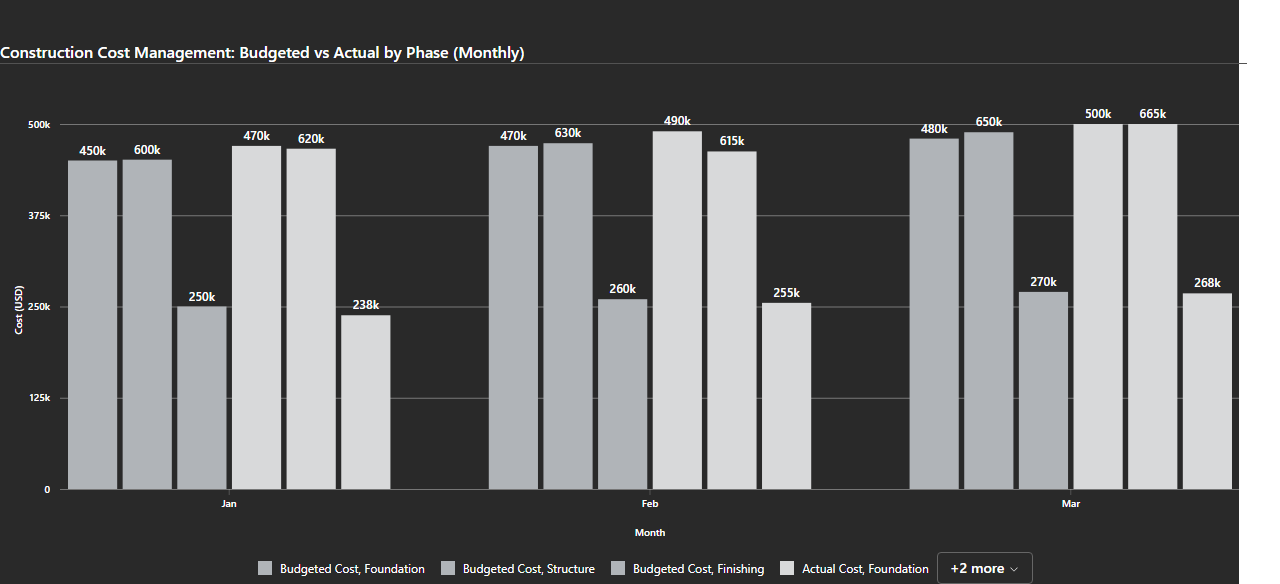 Construction Cost Management: Budgeted vs Actual by Phase (Monthly)
500k
375k
250k
125k
0
Cost (USD)
450k
600k
250k
470k
620k
238k
470k
630k
260k
490k
615k
255k
480k
650k
270k
500k
665k
268k
Jan
Feb
Mar
Month
Budgeted Cost, Foundation
Budgeted Cost, Structure
Budgeted Cost, Finishing
Actual Cost, Foundation
+2 more